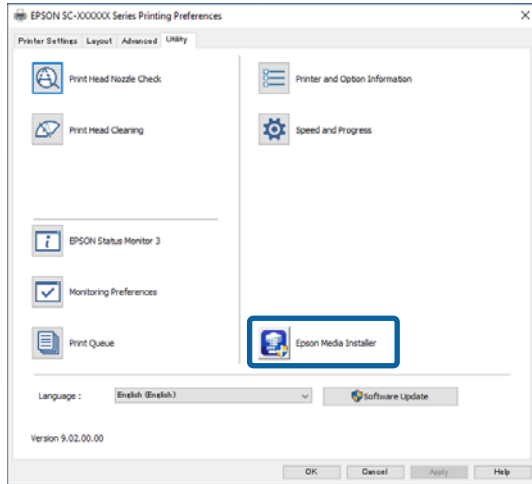 EPSON SC-XXXXXX Series Printing Preferences
Printer Settings Layout Advanced Utility
Print Head Nozzle Check
Printer and Option Information
Print Head Cleaning
Speed and Progress
EPSON Status Monitor 3
Monitoring Preferences
Print Queue
Epson Media Installer
Language :
English (English)
Software Update
Version 9.02.00.00
OK Cancel Apply Help